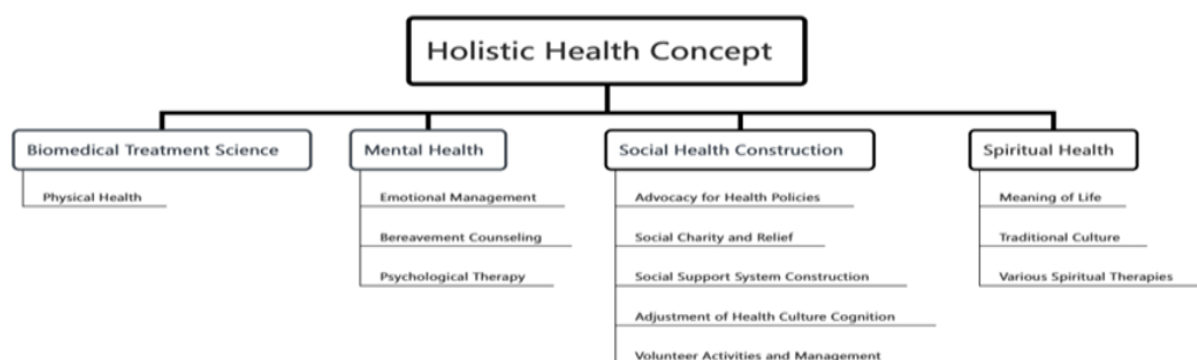 Holistic Health Concept
Biomedical Treatment Science
Physical Health
Mental Health
Emotional Management
Bereavement Counseling
Psychological Therapy
Social Health Construction
Advocacy for Health Policies
Social Charity and Relief
Social Support System Construction
Adjustment of Health Culture Cognition
Volunteer Activities and Management
Spiritual Health
Meaning of Life
Traditional Culture
Various Spiritual Therapies